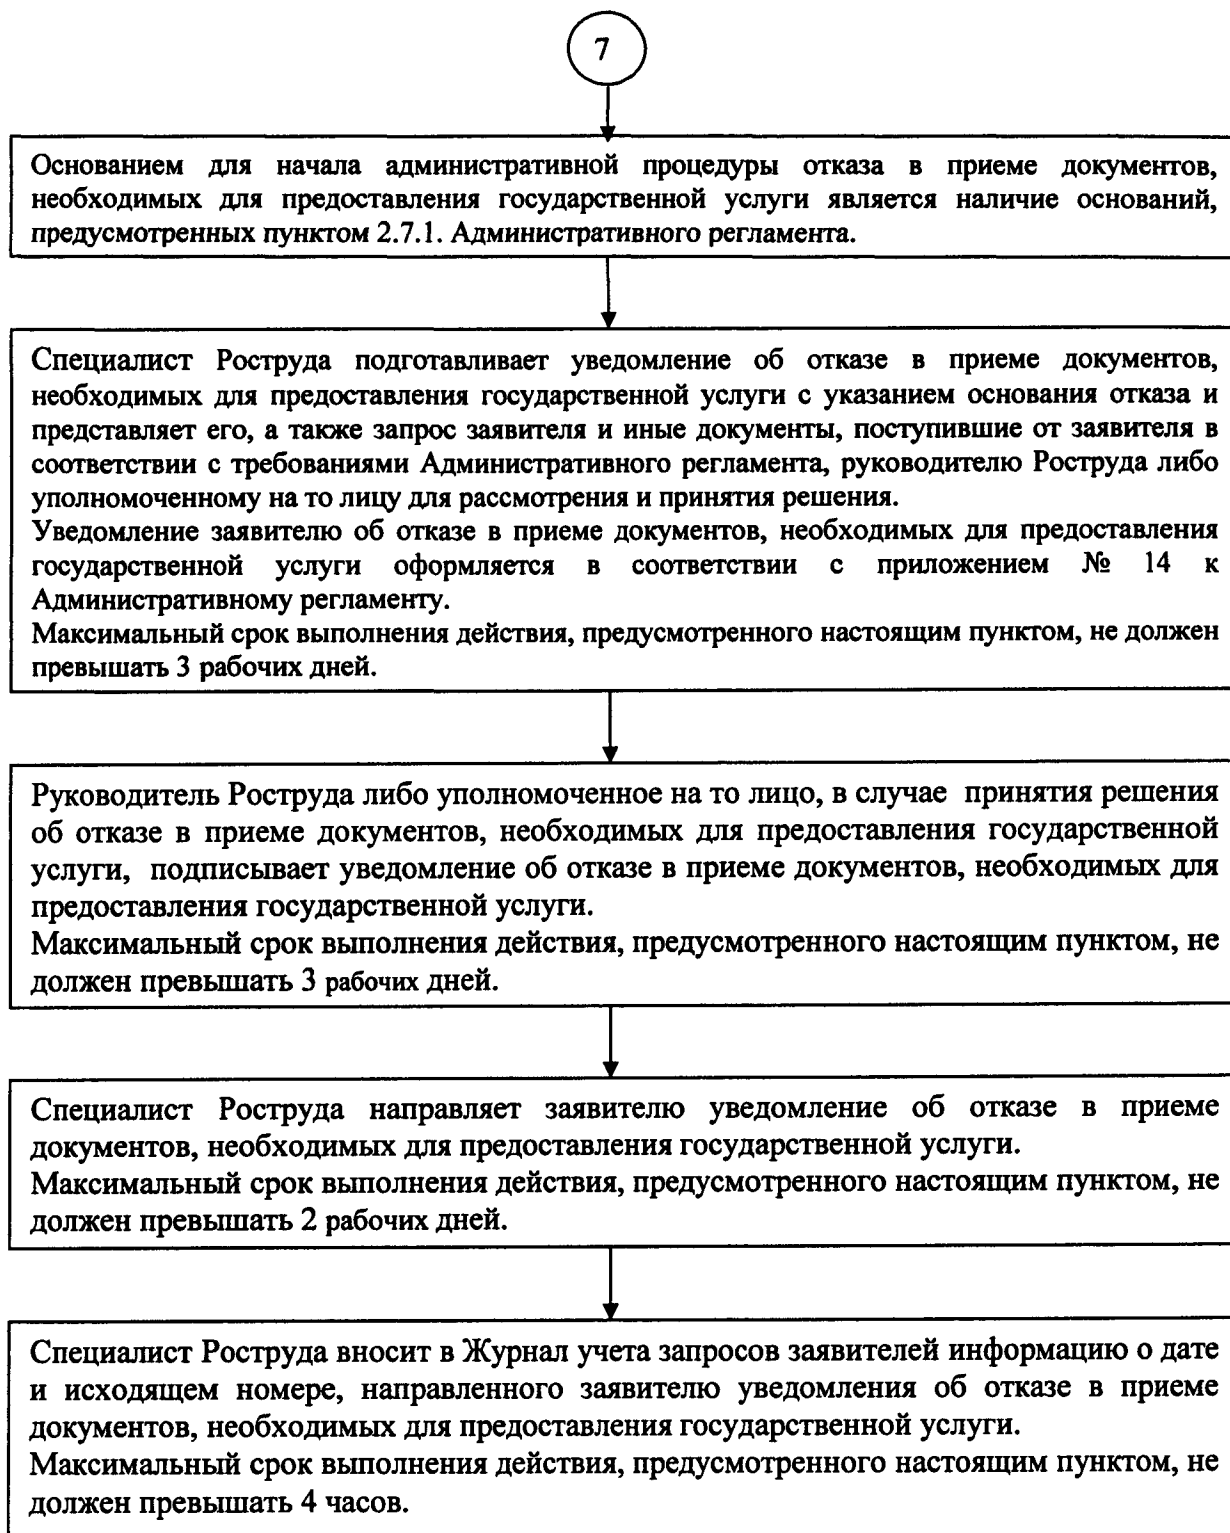 7
Основанием для начала административной процедуры отказа в приеме документов,
необходимых для предоставления государственной услуги является наличие оснований,
предусмотренных пунктом 2.7.1. Административного регламента.
Специалист Роструда подготавливает уведомление об отказе в приеме документов,
необходимых для предоставления государственной услуги с указанием основания отказа и
представляет его, а также запрос заявителя и иные документы, поступившие от заявителя в
соответствии с требованиями Административного регламента, руководителю Роструда либо
уполномоченному на то лицу для рассмотрения и принятия решения.
Уведомление заявителю об отказе в приеме документов, необходимых для предоставления
государственной услуги оформляется в соответствии с приложением № 14 к
Административному регламенту.
Максимальный срок выполнения действия, предусмотренного настоящим пунктом, не должен
превышать 3 рабочих дней.
Руководитель Роструда либо уполномоченное на то лицо, в случае принятия решения
об отказе в приеме документов, необходимых для предоставления государственной
услуги, подписывает уведомление об отказе в приеме документов, необходимых для
предоставления государственной услуги.
Максимальный срок выполнения действия, предусмотренного настоящим пунктом, не
должен превышать 3 рабочих дней.
Специалист Роструда направляет заявителю уведомление об отказе в приеме
документов, необходимых для предоставления государственной услуги.
Максимальный срок выполнения действия, предусмотренного настоящим пунктом, не
должен превышать 2 рабочих дней.
Специалист Роструда вносит в Журнал учета запросов заявителей информацию о дате
и исходящем номере, направленного заявителю уведомления об отказе в приеме
документов, необходимых для предоставления государственной услуги.
Максимальный срок выполнения действия, предусмотренного настоящим пунктом, не
должен превышать 4 часов.